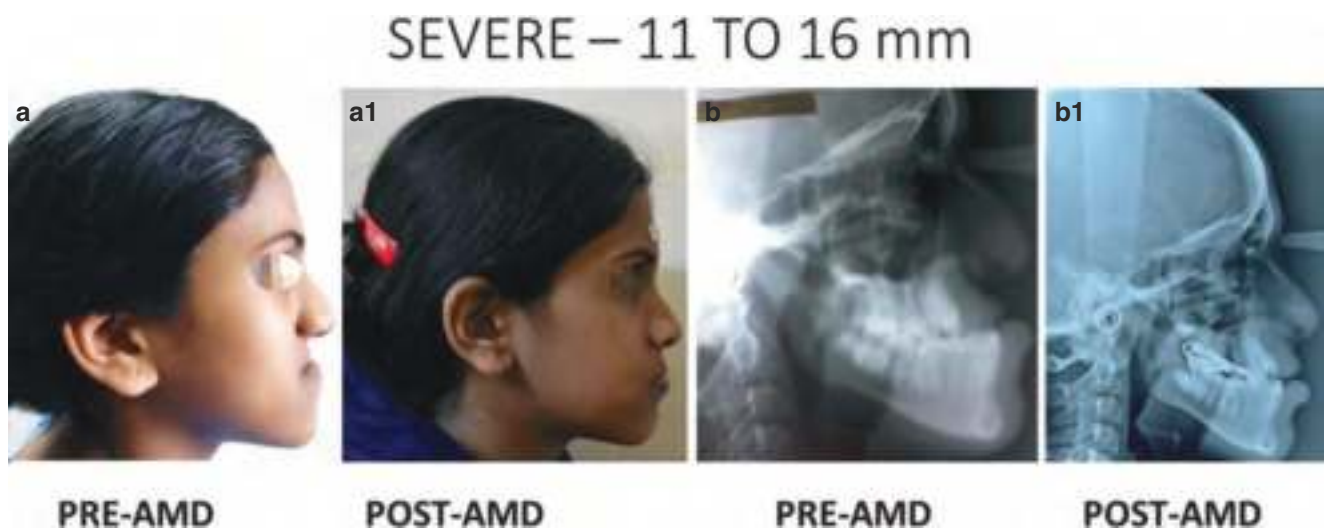 SEVERE – 11 TO 16 mm
a a1 b b1
PRE-AMD POST-AMD PRE-AMD POST-AMD